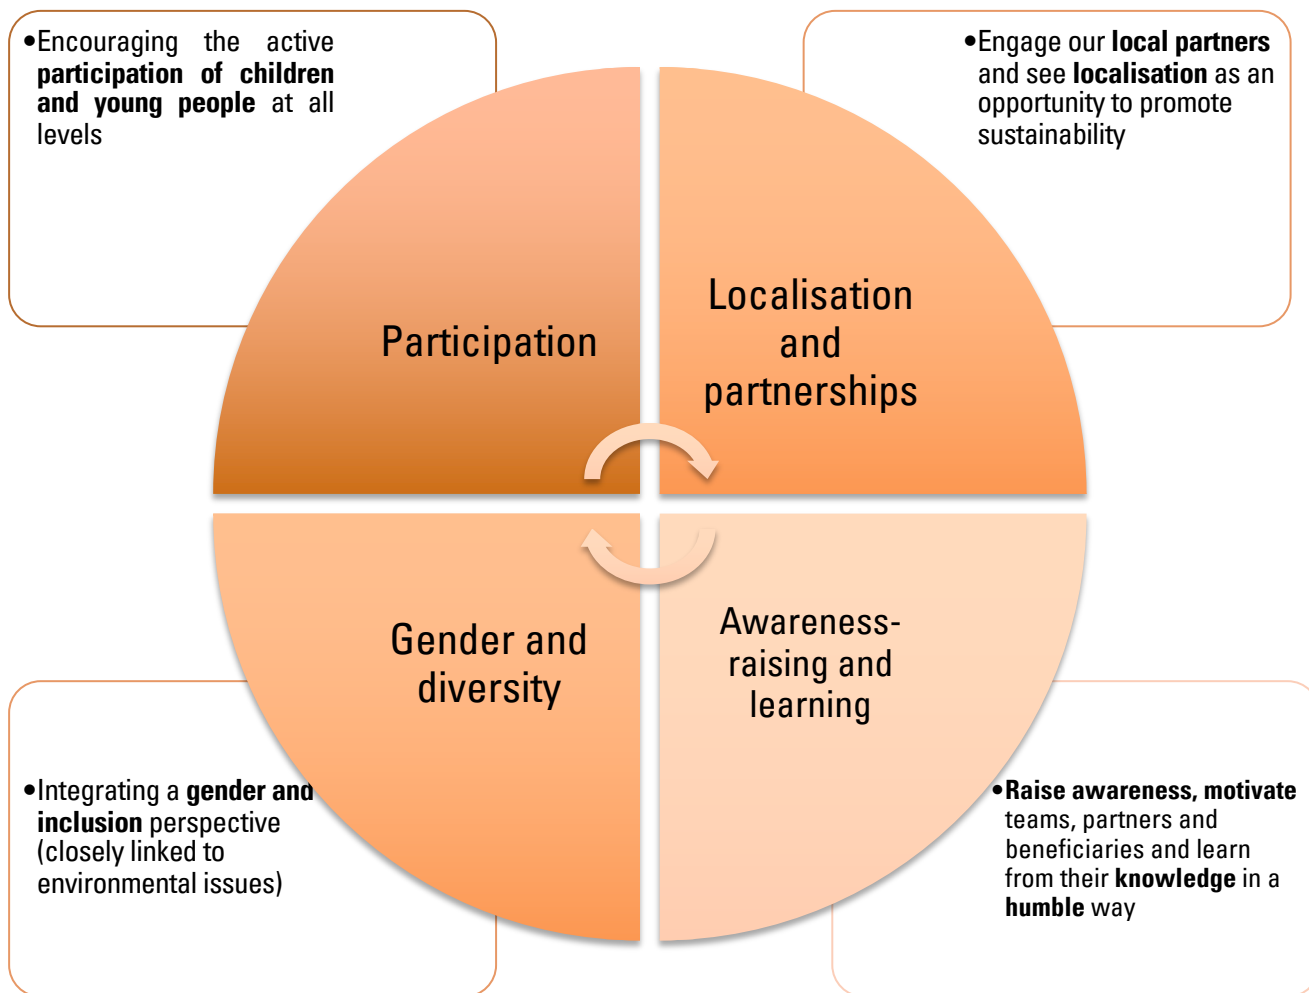 •Encouraging the active
participation of children
and young people at all
levels
•Engage our local partners
and see localisation as an
opportunity to promote
sustainability
Participation
Localisation
and
partnerships
Gender and
diversity
Awareness-
raising and
learning
•Integrating a gender and
inclusion perspective
(closely linked to
environmental issues)
•Raise awareness, motivate
teams, partners and
beneficiaries and learn
from their knowledge in a
humble way